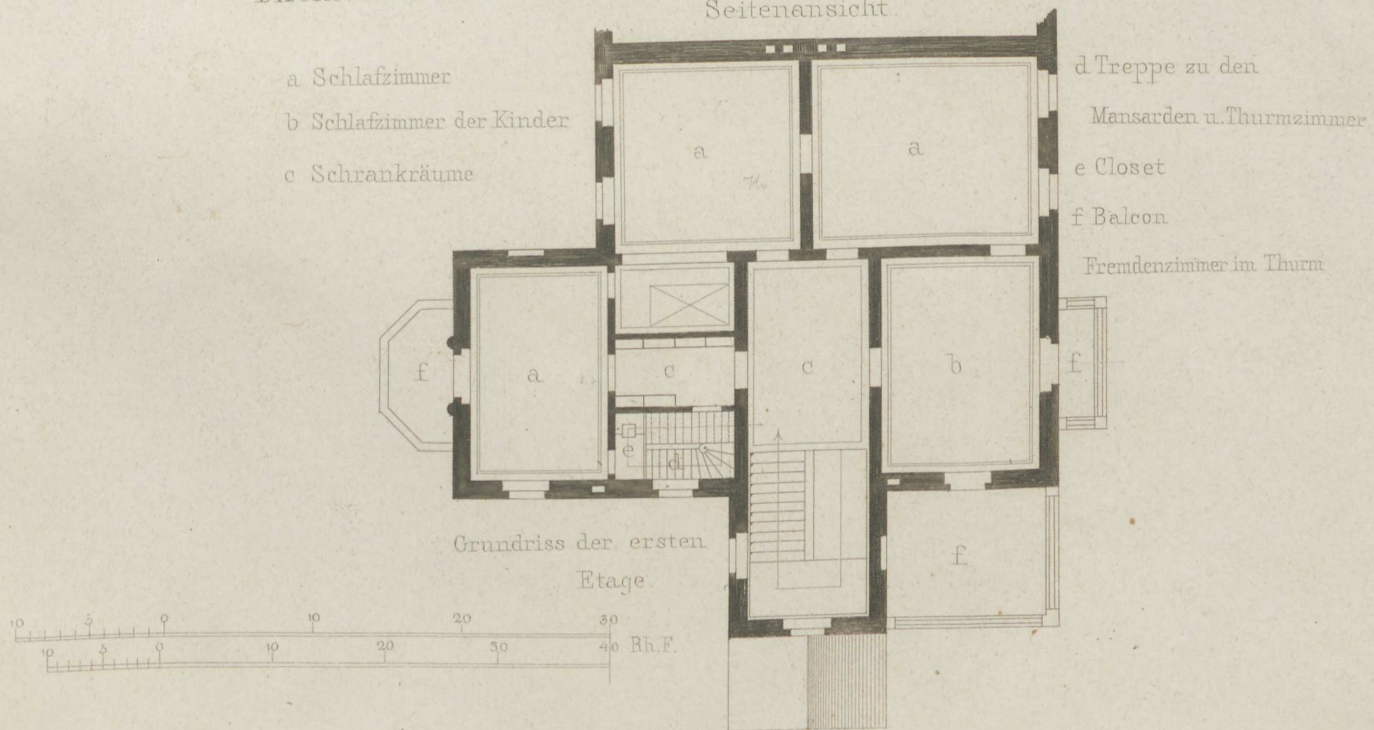 Seitenansicht.
a Schlafzimmer
b Schlafzimmer der Kinder
c Schrankräume
d Treppe zu den
Mansarden u. Thurmzimmer
e Closet
f Balcon
Fremdenzimmer im Thurm
a
a
f
a
c
c
b
f
e
d
f
Grundriss der ersten
Etage.
10 5 0 10 20 30
10 5 0 10 20 30 40 Rh.F.